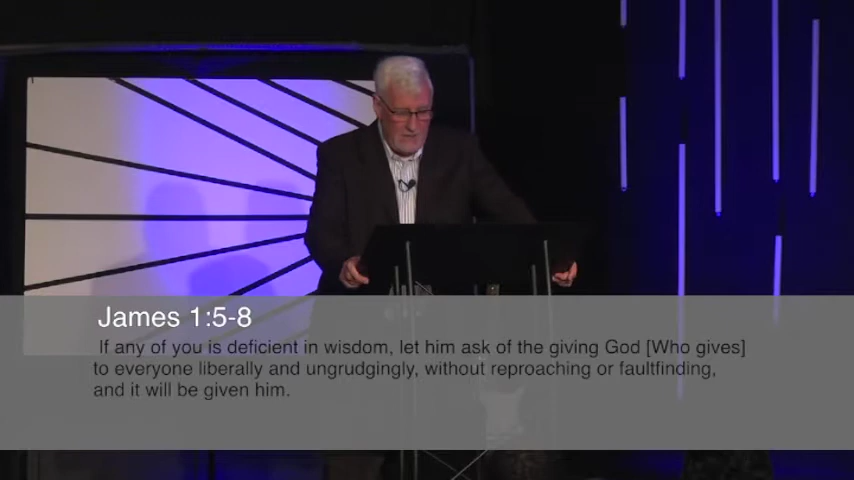 James 1:5-8
If any of you is deficient in wisdom, let him ask of the giving God [Who gives]
to everyone liberally and ungrudgingly, without reproaching or faultfinding,
and it will be given him.